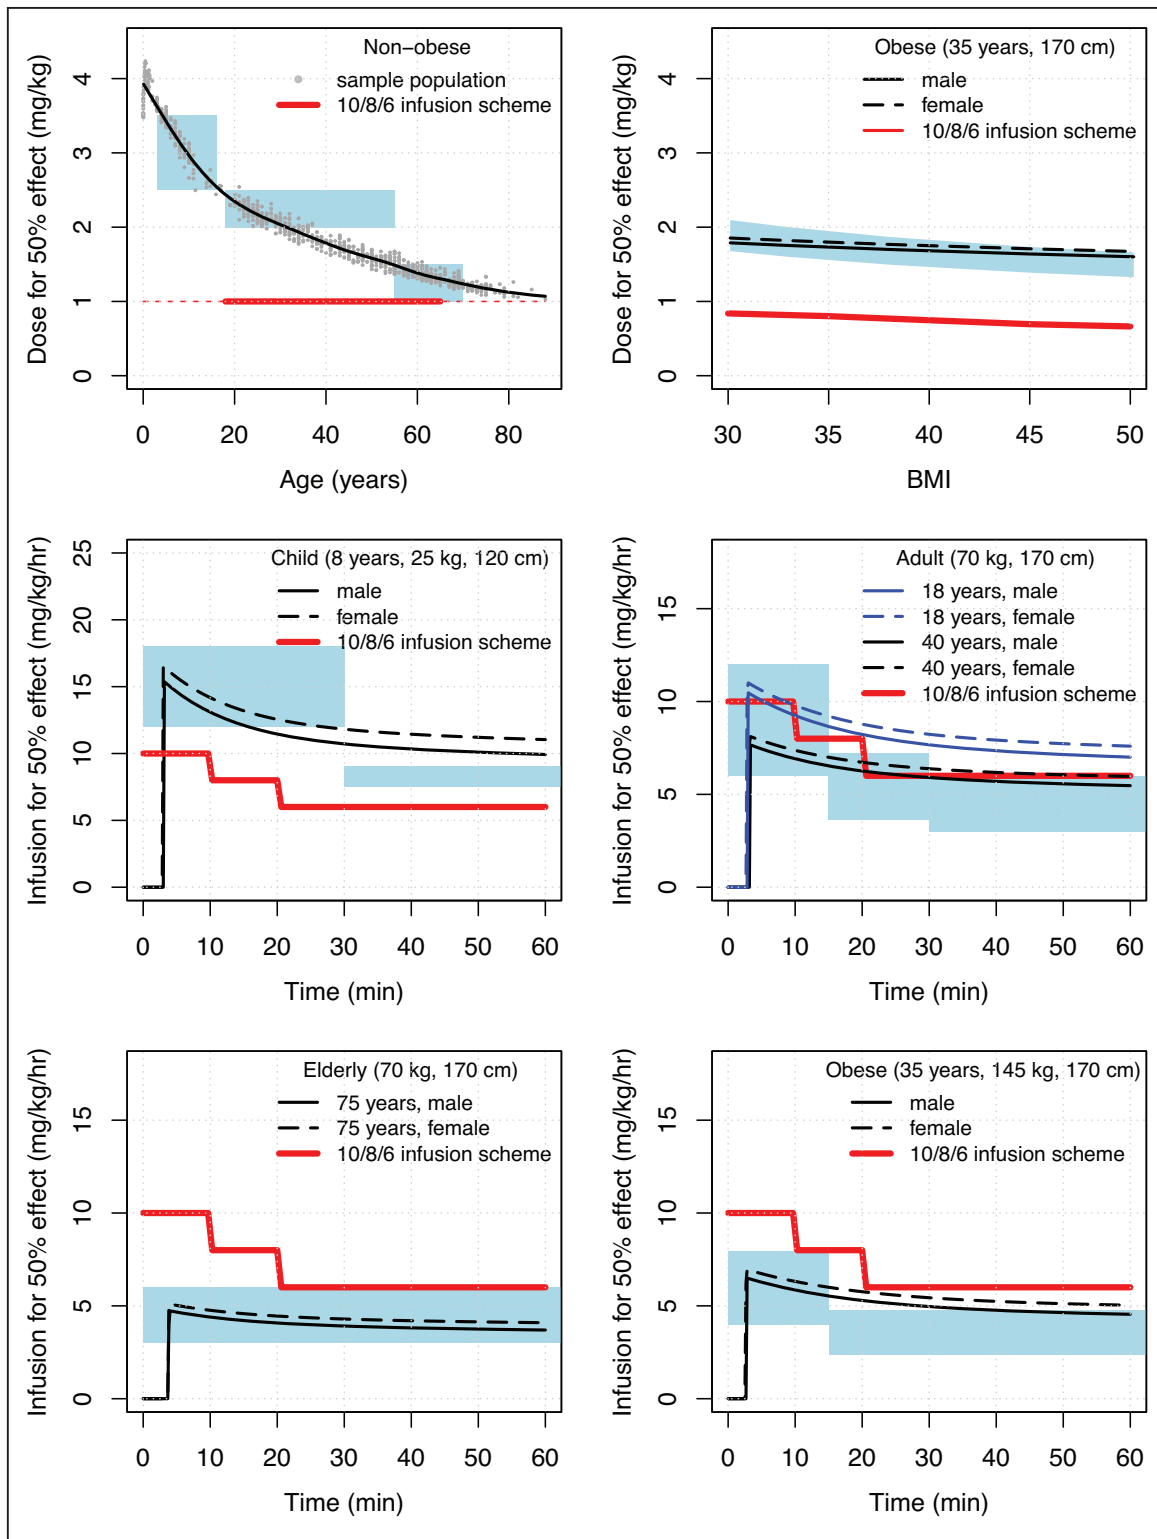 Non−obese
sample population
10/8/6 infusion scheme
Dose for 50% effect (mg/kg)
4
3
2
1
0
0 20 40 60 80
Age (years)
Obese (35 years, 170 cm)
male
female
10/8/6 infusion scheme
Dose for 50% effect (mg/kg)
4
3
2
1
0
30 35 40 45 50
BMI
Child (8 years, 25 kg, 120 cm)
male
female
10/8/6 infusion scheme
Infusion for 50% effect (mg/kg/hr)
25
20
15
10
5
0
0 10 20 30 40 50 60
Time (min)
Adult (70 kg, 170 cm)
18 years, male
18 years, female
40 years, male
40 years, female
10/8/6 infusion scheme
Infusion for 50% effect (mg/kg/hr)
15
10
5
0
0 10 20 30 40 50 60
Time (min)
Elderly (70 kg, 170 cm)
75 years, male
75 years, female
10/8/6 infusion scheme
Infusion for 50% effect (mg/kg/hr)
15
10
5
0
0 10 20 30 40 50 60
Time (min)
Obese (35 years, 145 kg, 170 cm)
male
female
10/8/6 infusion scheme
Infusion for 50% effect (mg/kg/hr)
15
10
5
0
0 10 20 30 40 50 60
Time (min)